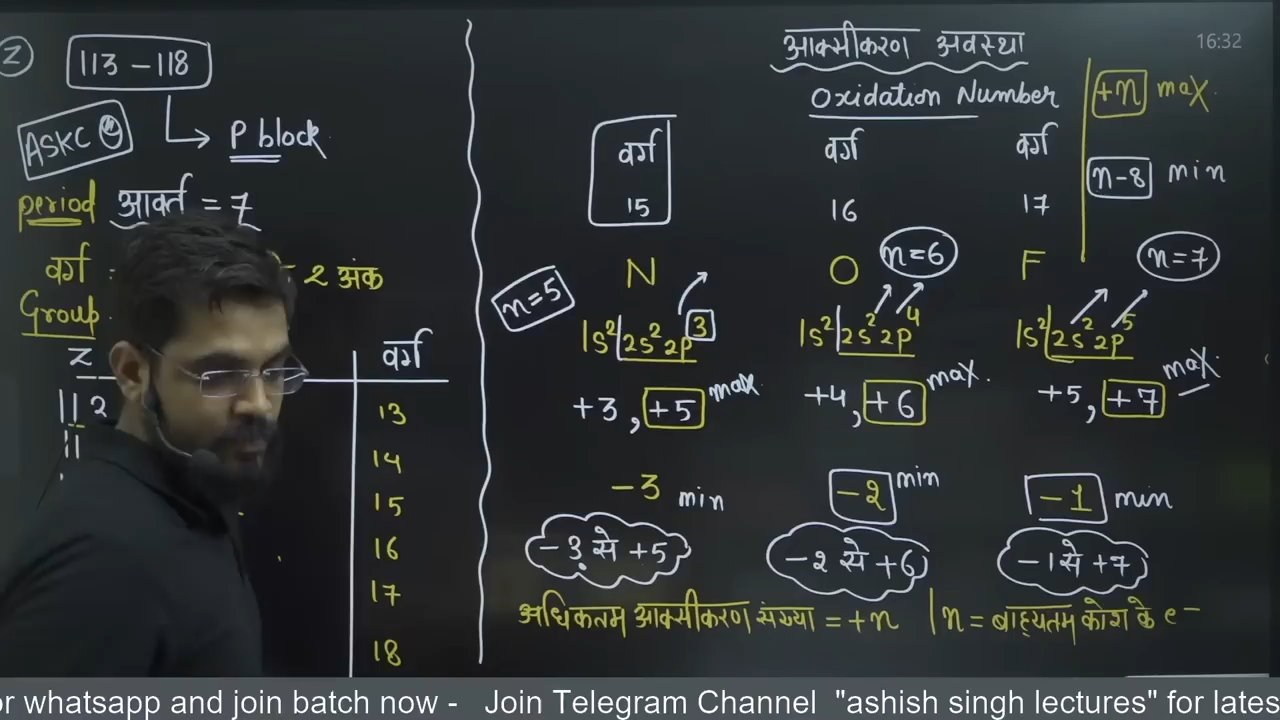 Z
113 - 118
ASKC
P block
period आवर्त = 7
वर्ग = 2 अंक
Group
Z वर्ग
112 13
11 14
15
16
17
18
आक्सीकरण अवस्था
16:32
Oxidation Number
+n max
n-8 min
वर्ग वर्ग वर्ग
15 16 17
N O F
n=5 n=6 n=7
1s² 2s² 2p³ 1s² 2s² 2p⁴ 1s² 2s² 2p⁵
+3, +5 max +4, +6 max. +5, +7 max
-3 min -2 min -1 min
-3 से +5 -2 से +6 -1 से +7
अधिकतम आक्सीकरण संख्या = +n | n = बाह्यतम कोश के e-
or whatsapp and join batch now - Join Telegram Channel "ashish singh lectures" for lates